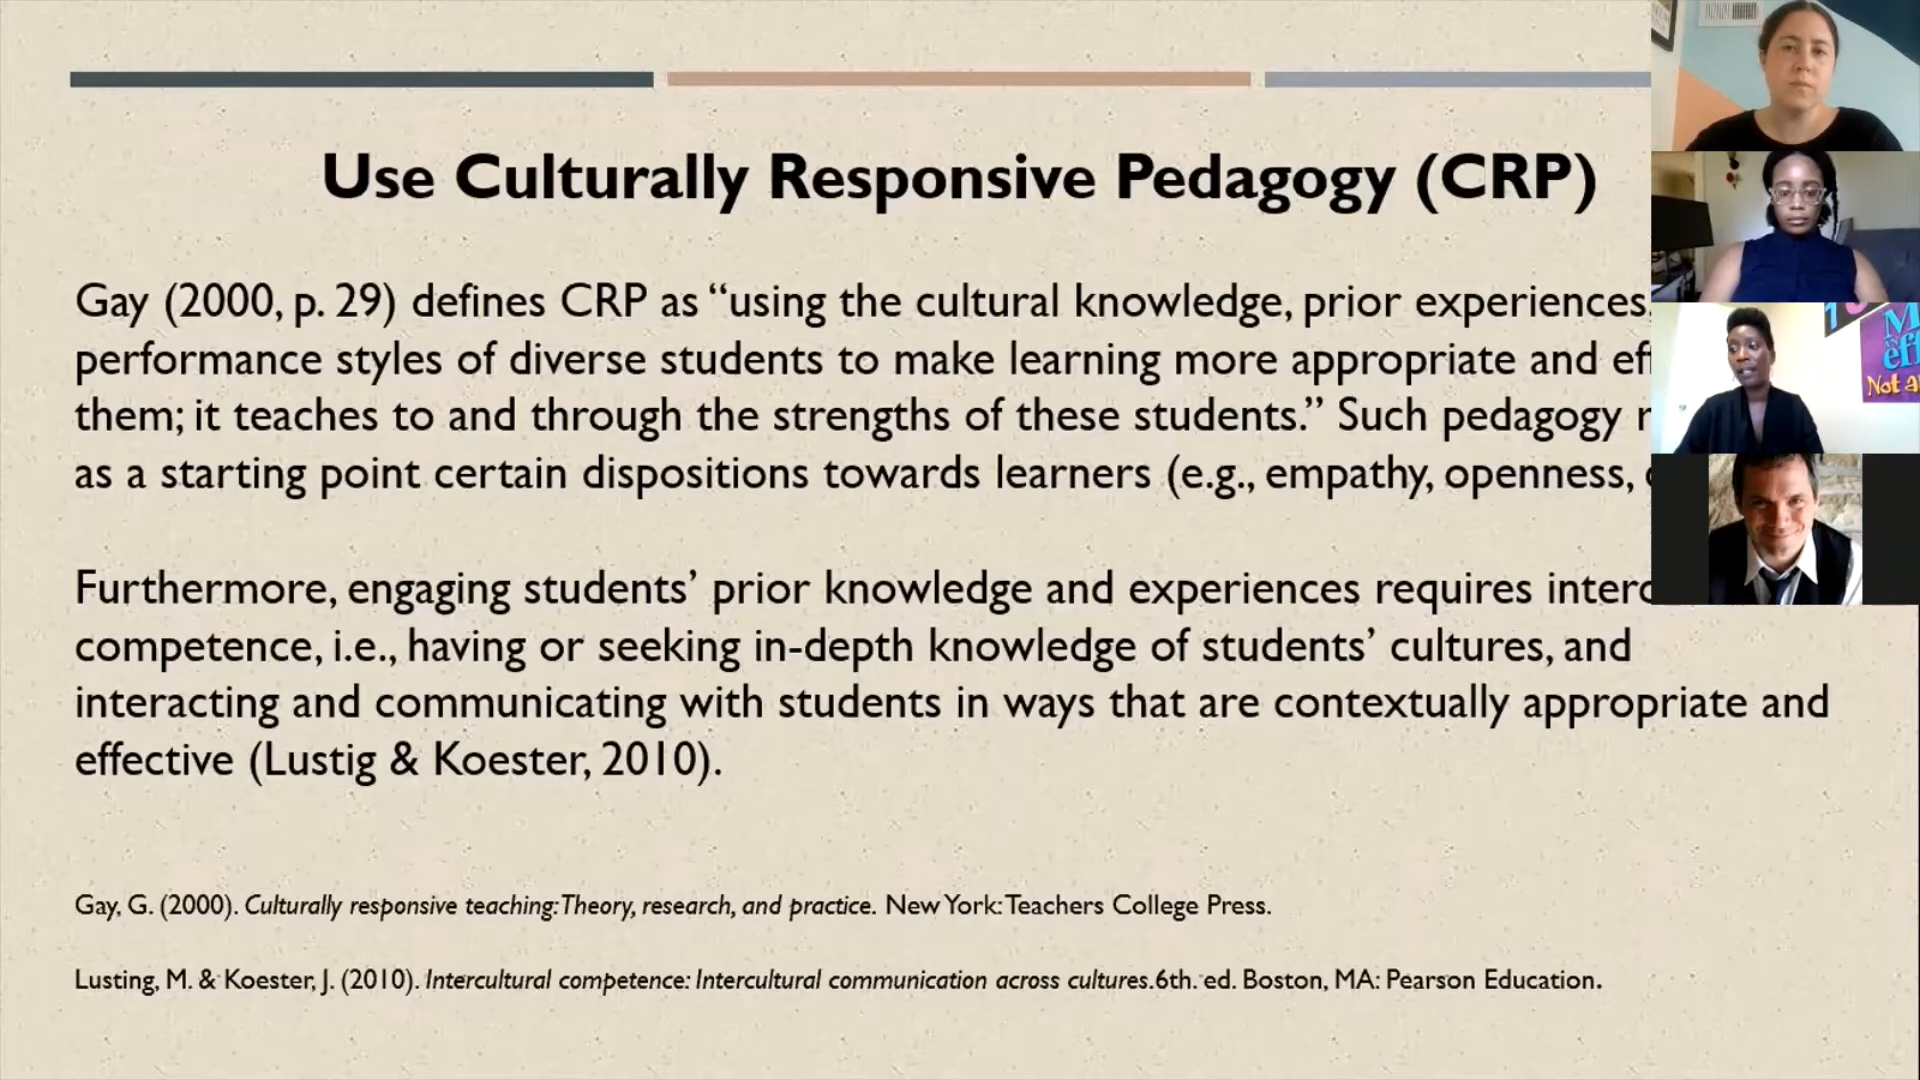 Use Culturally Responsive Pedagogy (CRP)
Gay (2000, p. 29) defines CRP as “using the cultural knowledge, prior experiences,
performance styles of diverse students to make learning more appropriate and
them; it teaches to and through the strengths of these students.” Such pedagogy
as a starting point certain dispositions towards learners (e.g., empathy, openness,
Furthermore, engaging students’ prior knowledge and experiences requires
competence, i.e., having or seeking in-depth knowledge of students’ cultures, and
interacting and communicating with students in ways that are contextually appropriate and
effective (Lustig & Koester, 2010).
Gay, G. (2000). Culturally responsive teaching: Theory, research, and practice. New York: Teachers College Press.
Lusting, M. & Koester, J. (2010). Intercultural competence: Intercultural communication across cultures.6th. ed. Boston, MA: Pearson Education.
Not